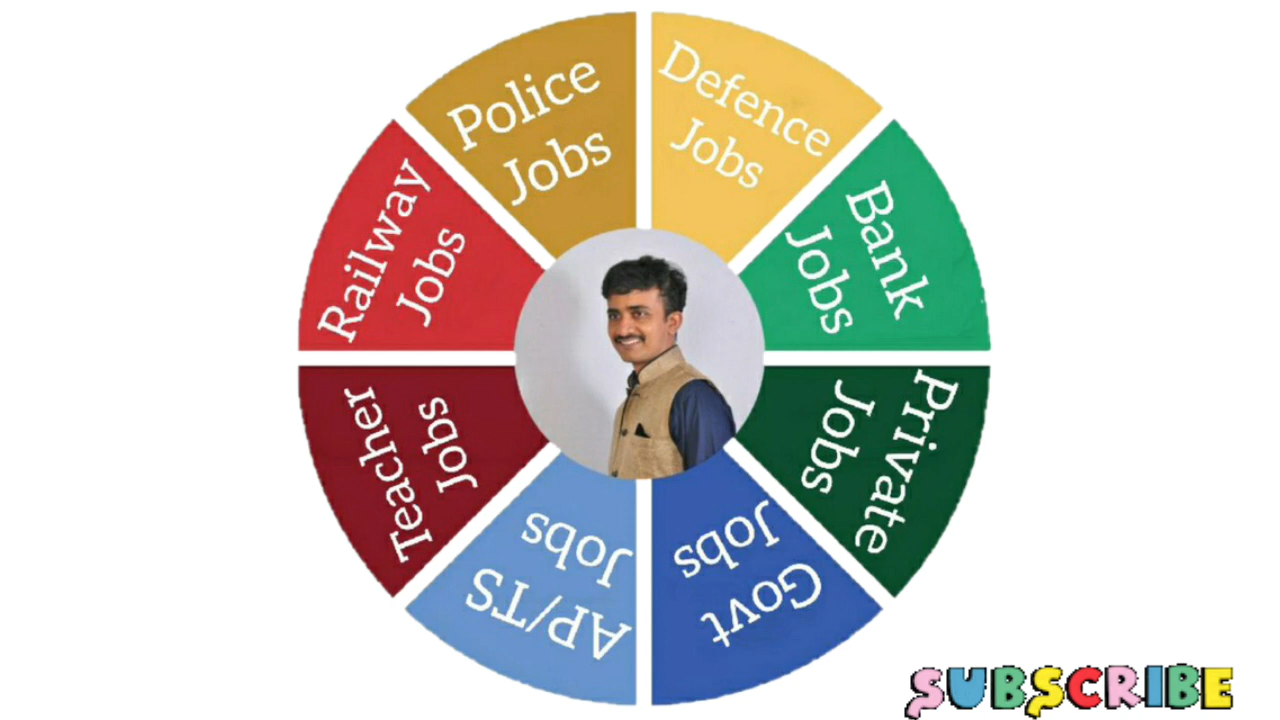 Police
Jobs
Defence
Jobs
Bank
Jobs
Private
Jobs
Govt
Jobs
AP/TS
Jobs
Teacher
Jobs
Railway
Jobs
SUBSCRIBE